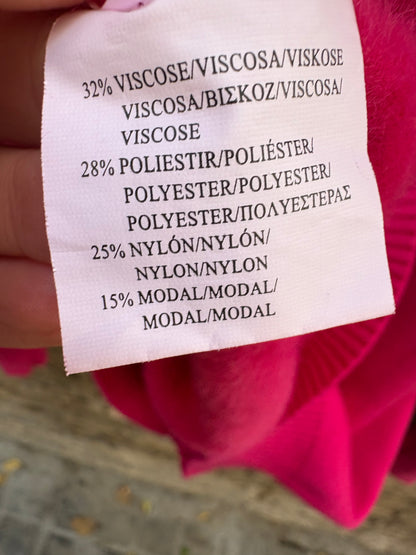 32% VISCOSE/VISCOSA/VISKOSE
VISCOSA/ΒΙΣΚΟΖ/VISCOSA/
VISCOSE
28% POLIESTIR/POLIÉSTER/
POLYESTER/POLYESTER/
POLYESTER/ΠΟΛΥΕΣΤΕΡΑΣ
25% NYLÓN/NYLÓN/
NYLON/NYLON
15% MODAL/MODAL/
MODAL/MODAL